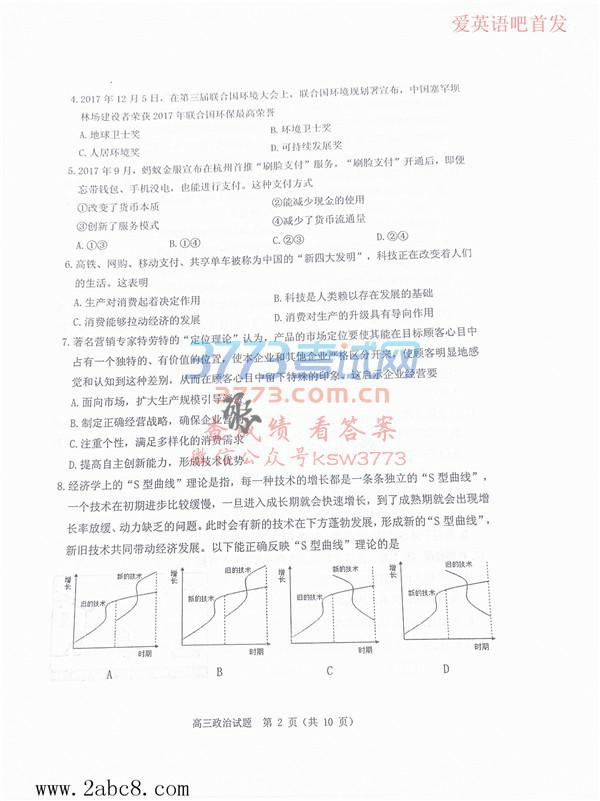 爱英语吧首发
4.2017 年 12 月 5 日，在第三届联合国环境大会上，联合国环境规划署宣布，中国塞罕坝
林场建设者荣获 2017 年联合国环保最高荣誉
A.地球卫士奖 B.环境卫士奖
C.人居环境奖 D.可持续发展奖
5.2017 年 9 月，蚂蚁金服宣布在杭州首推“刷脸支付”服务，“刷脸支付”开通后，即便
忘带钱包、手机没电，也能进行支付。这种支付方式
①改变了货币本质 ②能减少现金的使用
③创新了服务模式 ④减少了货币流通量
A.①③ B.①④ C.②③ D.②④
6.高铁、网购、移动支付、共享单车被称为中国的“新四大发明”，科技正在改变着人们
的生活。这表明
A.生产对消费起着决定作用 B.科技是人类赖以存在发展的基础
C.消费能够拉动经济的发展 D.消费对生产的升级具有导向作用
7.著名营销专家特劳特的“定位理论”认为，产品的市场定位要使其能在目标顾客心目中
占有一个独特的、有价值的位置，使本企业和其他企业严格区分开来，使顾客明显地感
觉和认知到这种差别，从而在顾客心目中留下特殊的印象。这启示企业经营要
A.面向市场，扩大生产规模引导
B.制定正确经营战略，确保企业
C.注重个性，满足多样化的消费需求
D.提高自主创新能力，形成技术优势
3773考试网
3773.com.cn
查成绩 看答案
微信公众号ksw3773
8.经济学上的“S 型曲线”理论是指，每一种技术的增长都是一条条独立的“S 型曲线”，
一个技术在初期进步比较缓慢，一旦进入成长期就会快速增长，到了成熟期就会出现增
长率放缓、动力缺乏的问题。此时会有新的技术在下方蓬勃发展，形成新的“S 型曲线”，
新旧技术共同带动经济发展。以下能正确反映“S 型曲线”理论的是
增长 新的技术 旧的技术 时期
增长 旧的技术 新的技术 时期
增长 旧的技术 新的技术 时期
增长 旧的技术 新的技术 时期
A B C D
高三政治试题 第 2 页（共 10 页）
www.2abc8.com